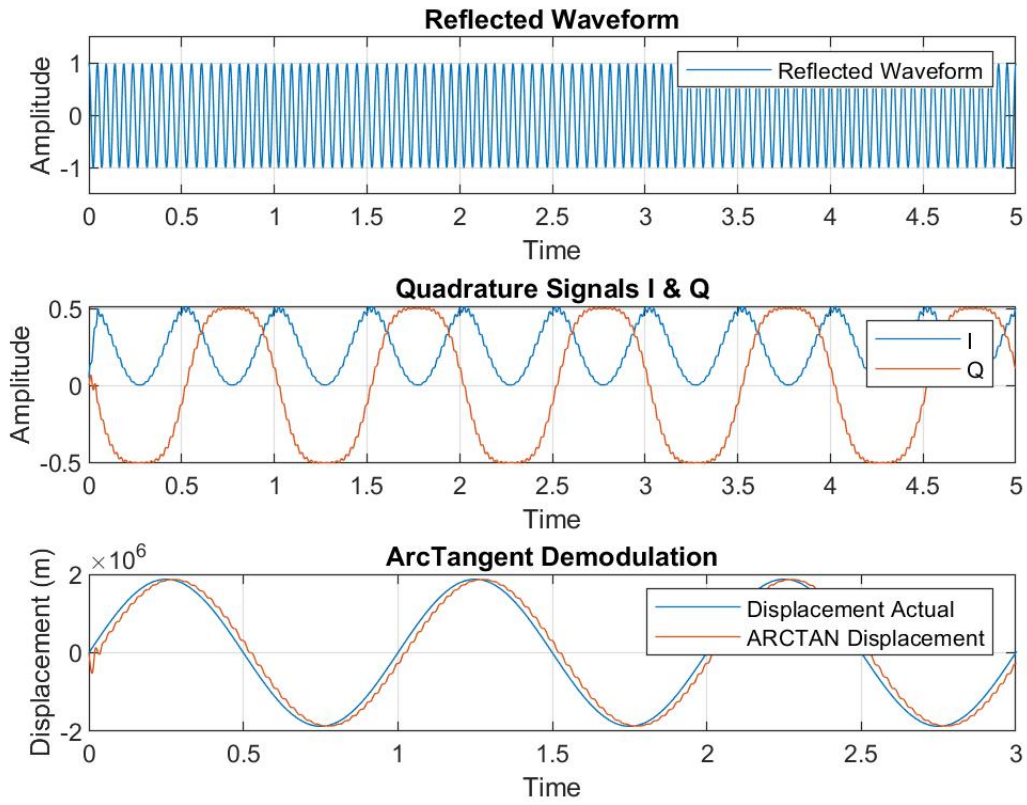 Reflected Waveform
Amplitude
1
0
-1
Reflected Waveform
0 0.5 1 1.5 2 2.5 3 3.5 4 4.5 5
Time
Quadrature Signals I & Q
Amplitude
0.5
0
-0.5
I
Q
0 0.5 1 1.5 2 2.5 3 3.5 4 4.5 5
Time
ArcTangent Demodulation
Displacement (m)
×10⁶
2
0
-2
Displacement Actual
ARCTAN Displacement
0 0.5 1 1.5 2 2.5 3
Time